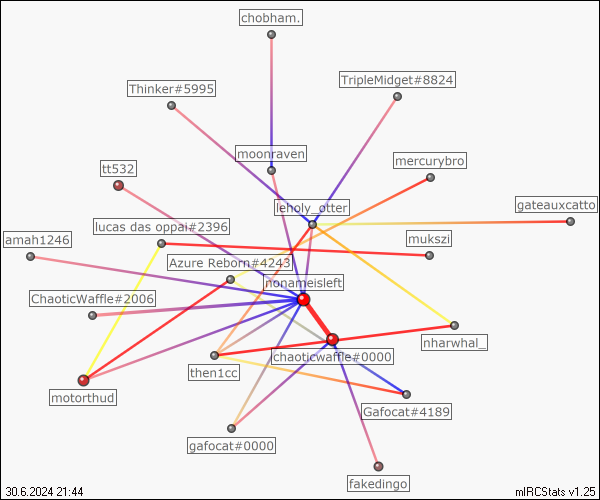 chobham.
TripleMidget#8824
Thinker#5995
moonraven
mercurybro
tt532
leholy_otter
gateauxcatto
lucas das oppai#2396
amah1246
mukszi
Azure Reborn#4243
nonameisleft
ChaoticWaffle#2006
nharwhal_
chaoticwaffle#0000
then1cc
motorthud
Gafocat#4189
gafocat#0000
fakedingo
30.6.2024 21:44
mIRCStats v1.25